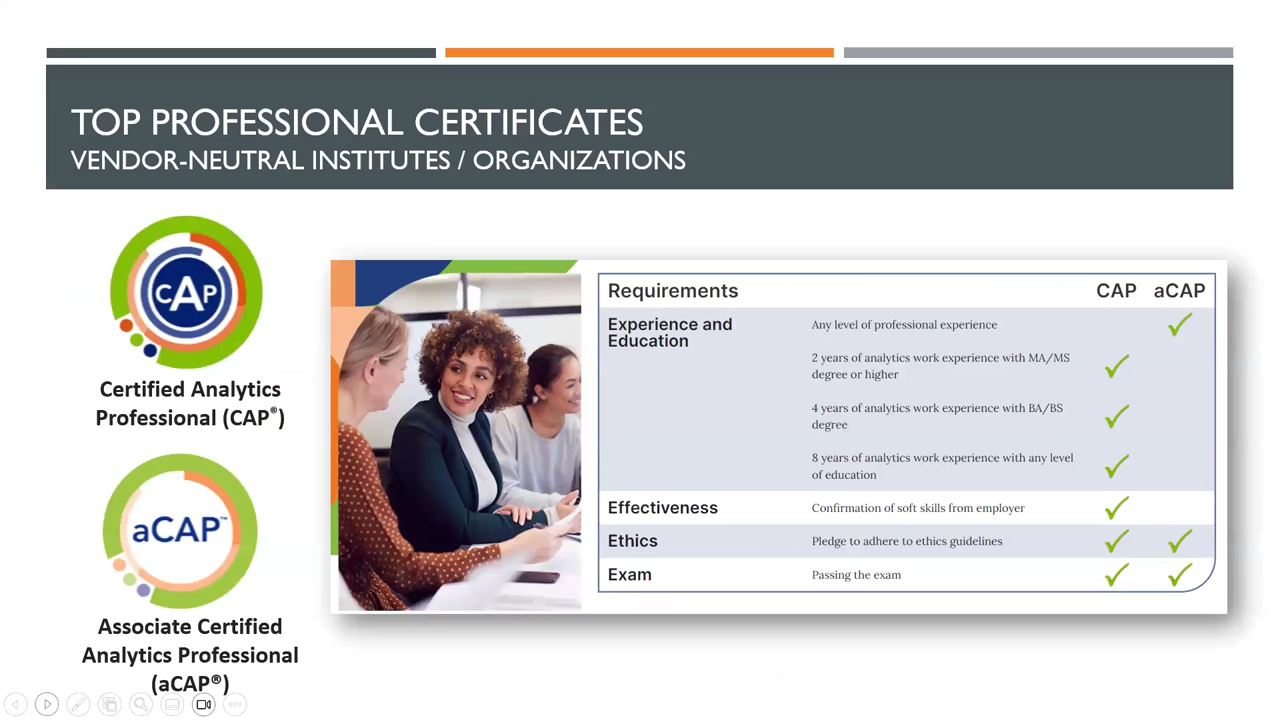 TOP PROFESSIONAL CERTIFICATES
VENDOR-NEUTRAL INSTITUTES / ORGANIZATIONS
CAP
Certified Analytics
Professional (CAP®)
aCAP™
Associate Certified
Analytics Professional
(aCAP®)
Requirements CAP aCAP
Experience and
Education
Any level of professional experience
2 years of analytics work experience with MA/MS
degree or higher
4 years of analytics work experience with BA/BS
degree
8 years of analytics work experience with any level
of education
Effectiveness Confirmation of soft skills from employer
Ethics Pledge to adhere to ethics guidelines
Exam Passing the exam